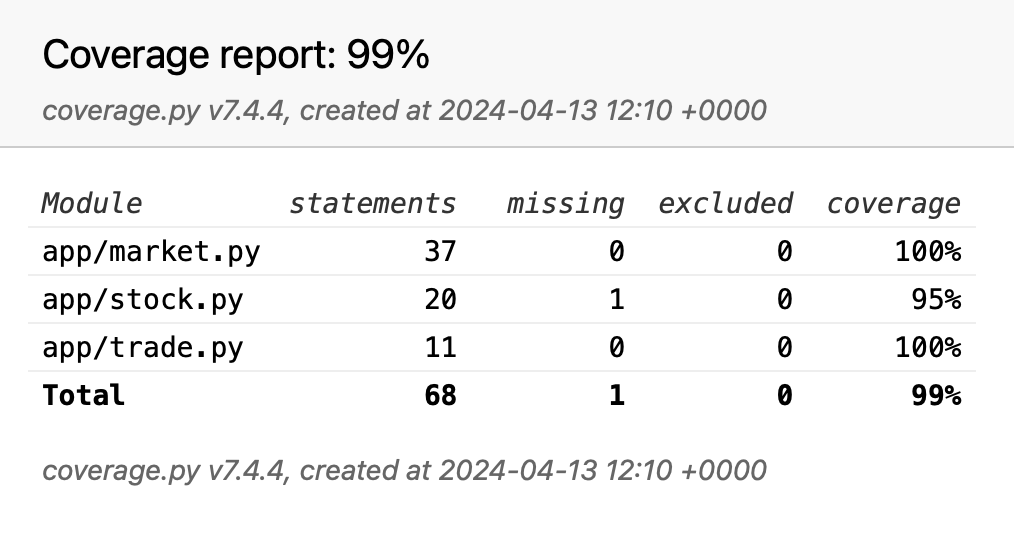 Coverage report: 99%
coverage.py v7.4.4, created at 2024-04-13 12:10 +0000
Module statements missing excluded coverage
app/market.py 37 0 0 100%
app/stock.py 20 1 0 95%
app/trade.py 11 0 0 100%
Total 68 1 0 99%
coverage.py v7.4.4, created at 2024-04-13 12:10 +0000